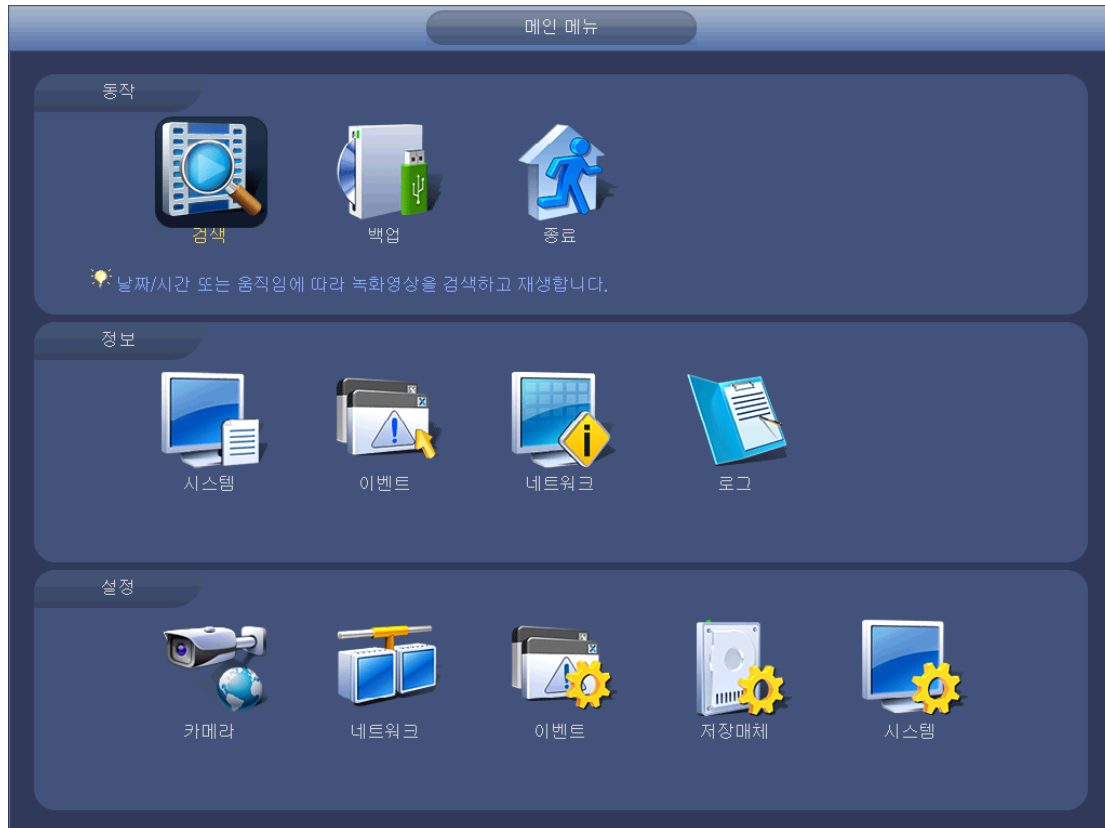 메인 메뉴
동작
검색 백업 종료
날짜/시간 또는 움직임에 따라 녹화영상을 검색하고 재생합니다.
정보
시스템 이벤트 네트워크 로그
설정
카메라 네트워크 이벤트 저장매체 시스템